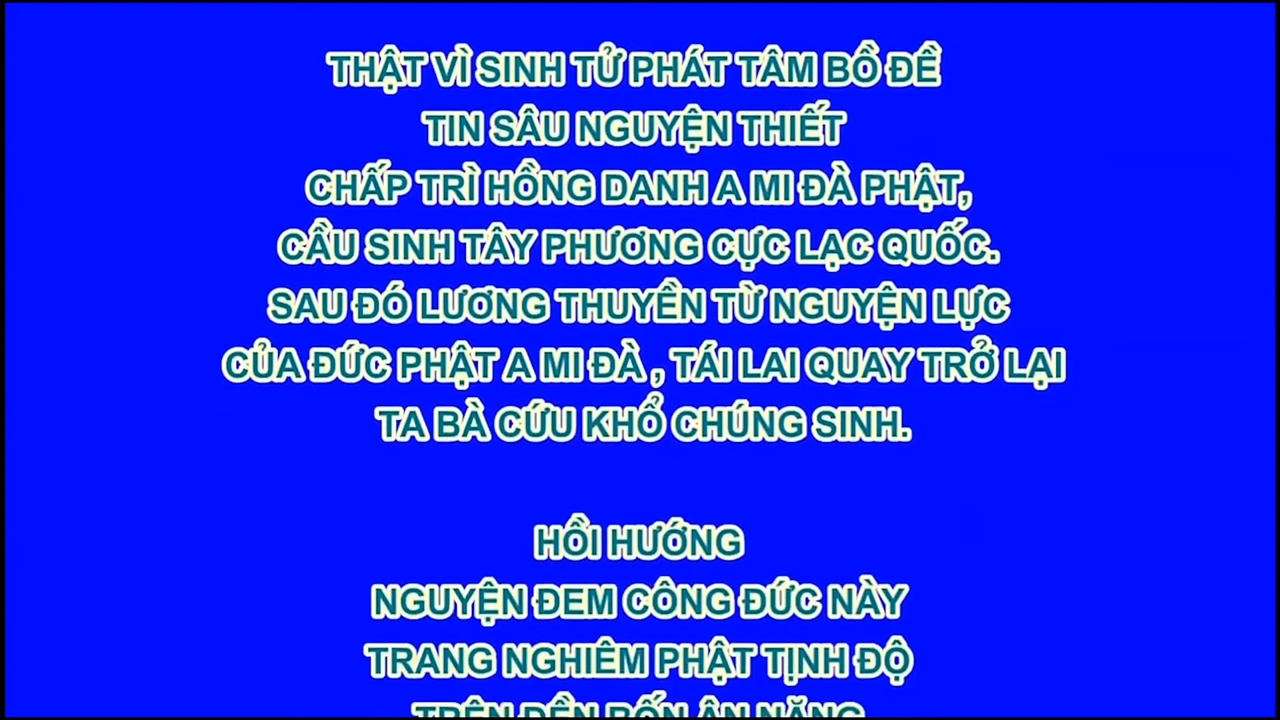 THẬT VÌ SINH TỬ PHÁT TÂM BỒ ĐỀ
TIN SÂU NGUYỆN THIẾT
CHẤP TRÌ HỒNG DANH A MI ĐÀ PHẬT,
CẦU SINH TÂY PHƯƠNG CỰC LẠC QUỐC.
SAU ĐÓ LƯƠNG THUYỀN TỪ NGUYỆN LỰC
CỦA ĐỨC PHẬT A MI ĐÀ , TÁI LAI QUAY TRỞ LẠI
TA BÀ CỨU KHỔ CHÚNG SINH.
HỒI HƯỚNG
NGUYỆN ĐEM CÔNG ĐỨC NÀY
TRANG NGHIÊM PHẬT TỊNH ĐỘ
TRÊN ĐỀN BỐN ÂN NẶNG